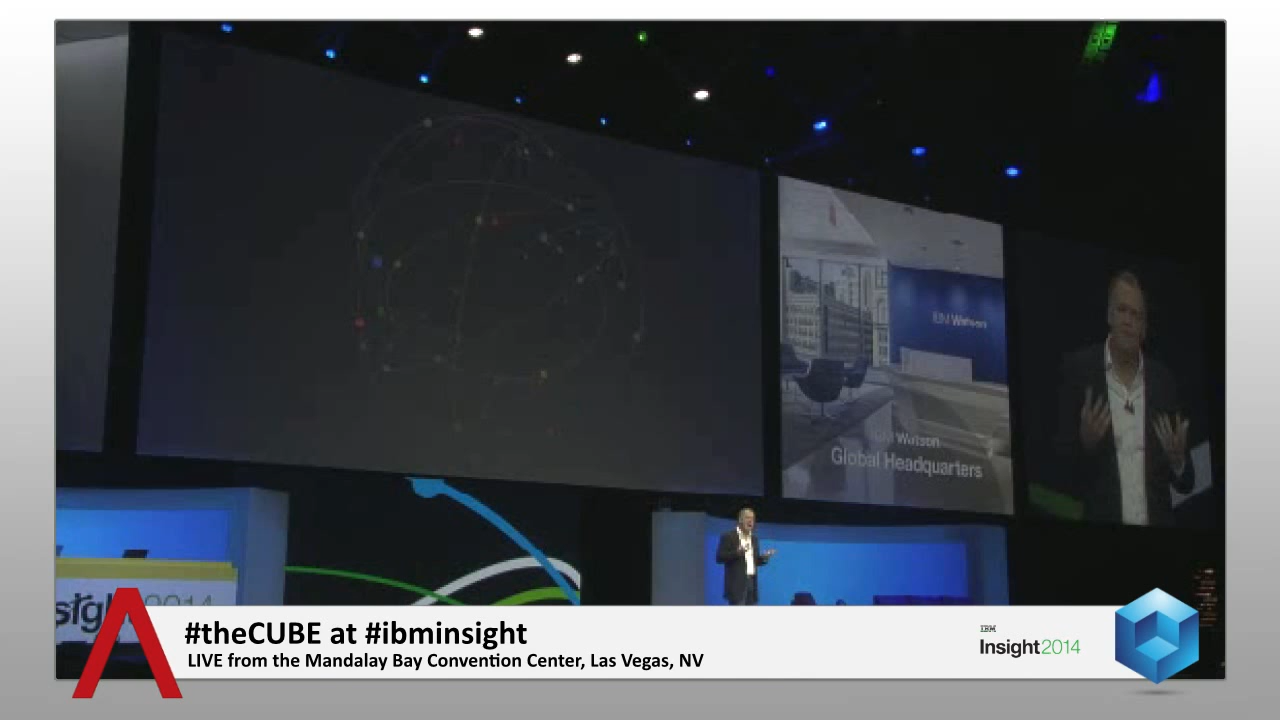 IBM Watson
IBM Watson
Global Headquarters
#theCUBE at #ibminsight
LIVE from the Mandalay Bay Convention Center, Las Vegas, NV
IBM
Insight2014